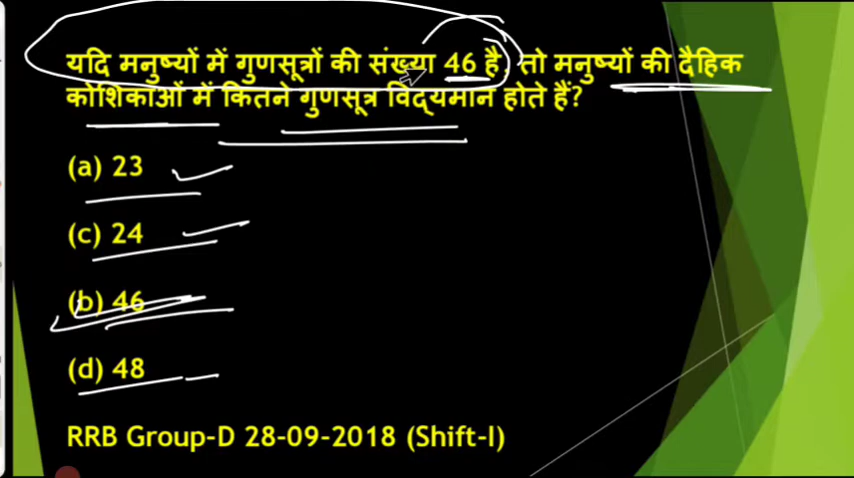 यदि मनुष्यों में गुणसूत्रों की संख्या 46 है, तो मनुष्यों की दैहिक
कोशिकाओं में कितने गुणसूत्र विद्यमान होते हैं?
(a) 23
(c) 24
(b) 46
(d) 48
RRB Group-D 28-09-2018 (Shift-I)